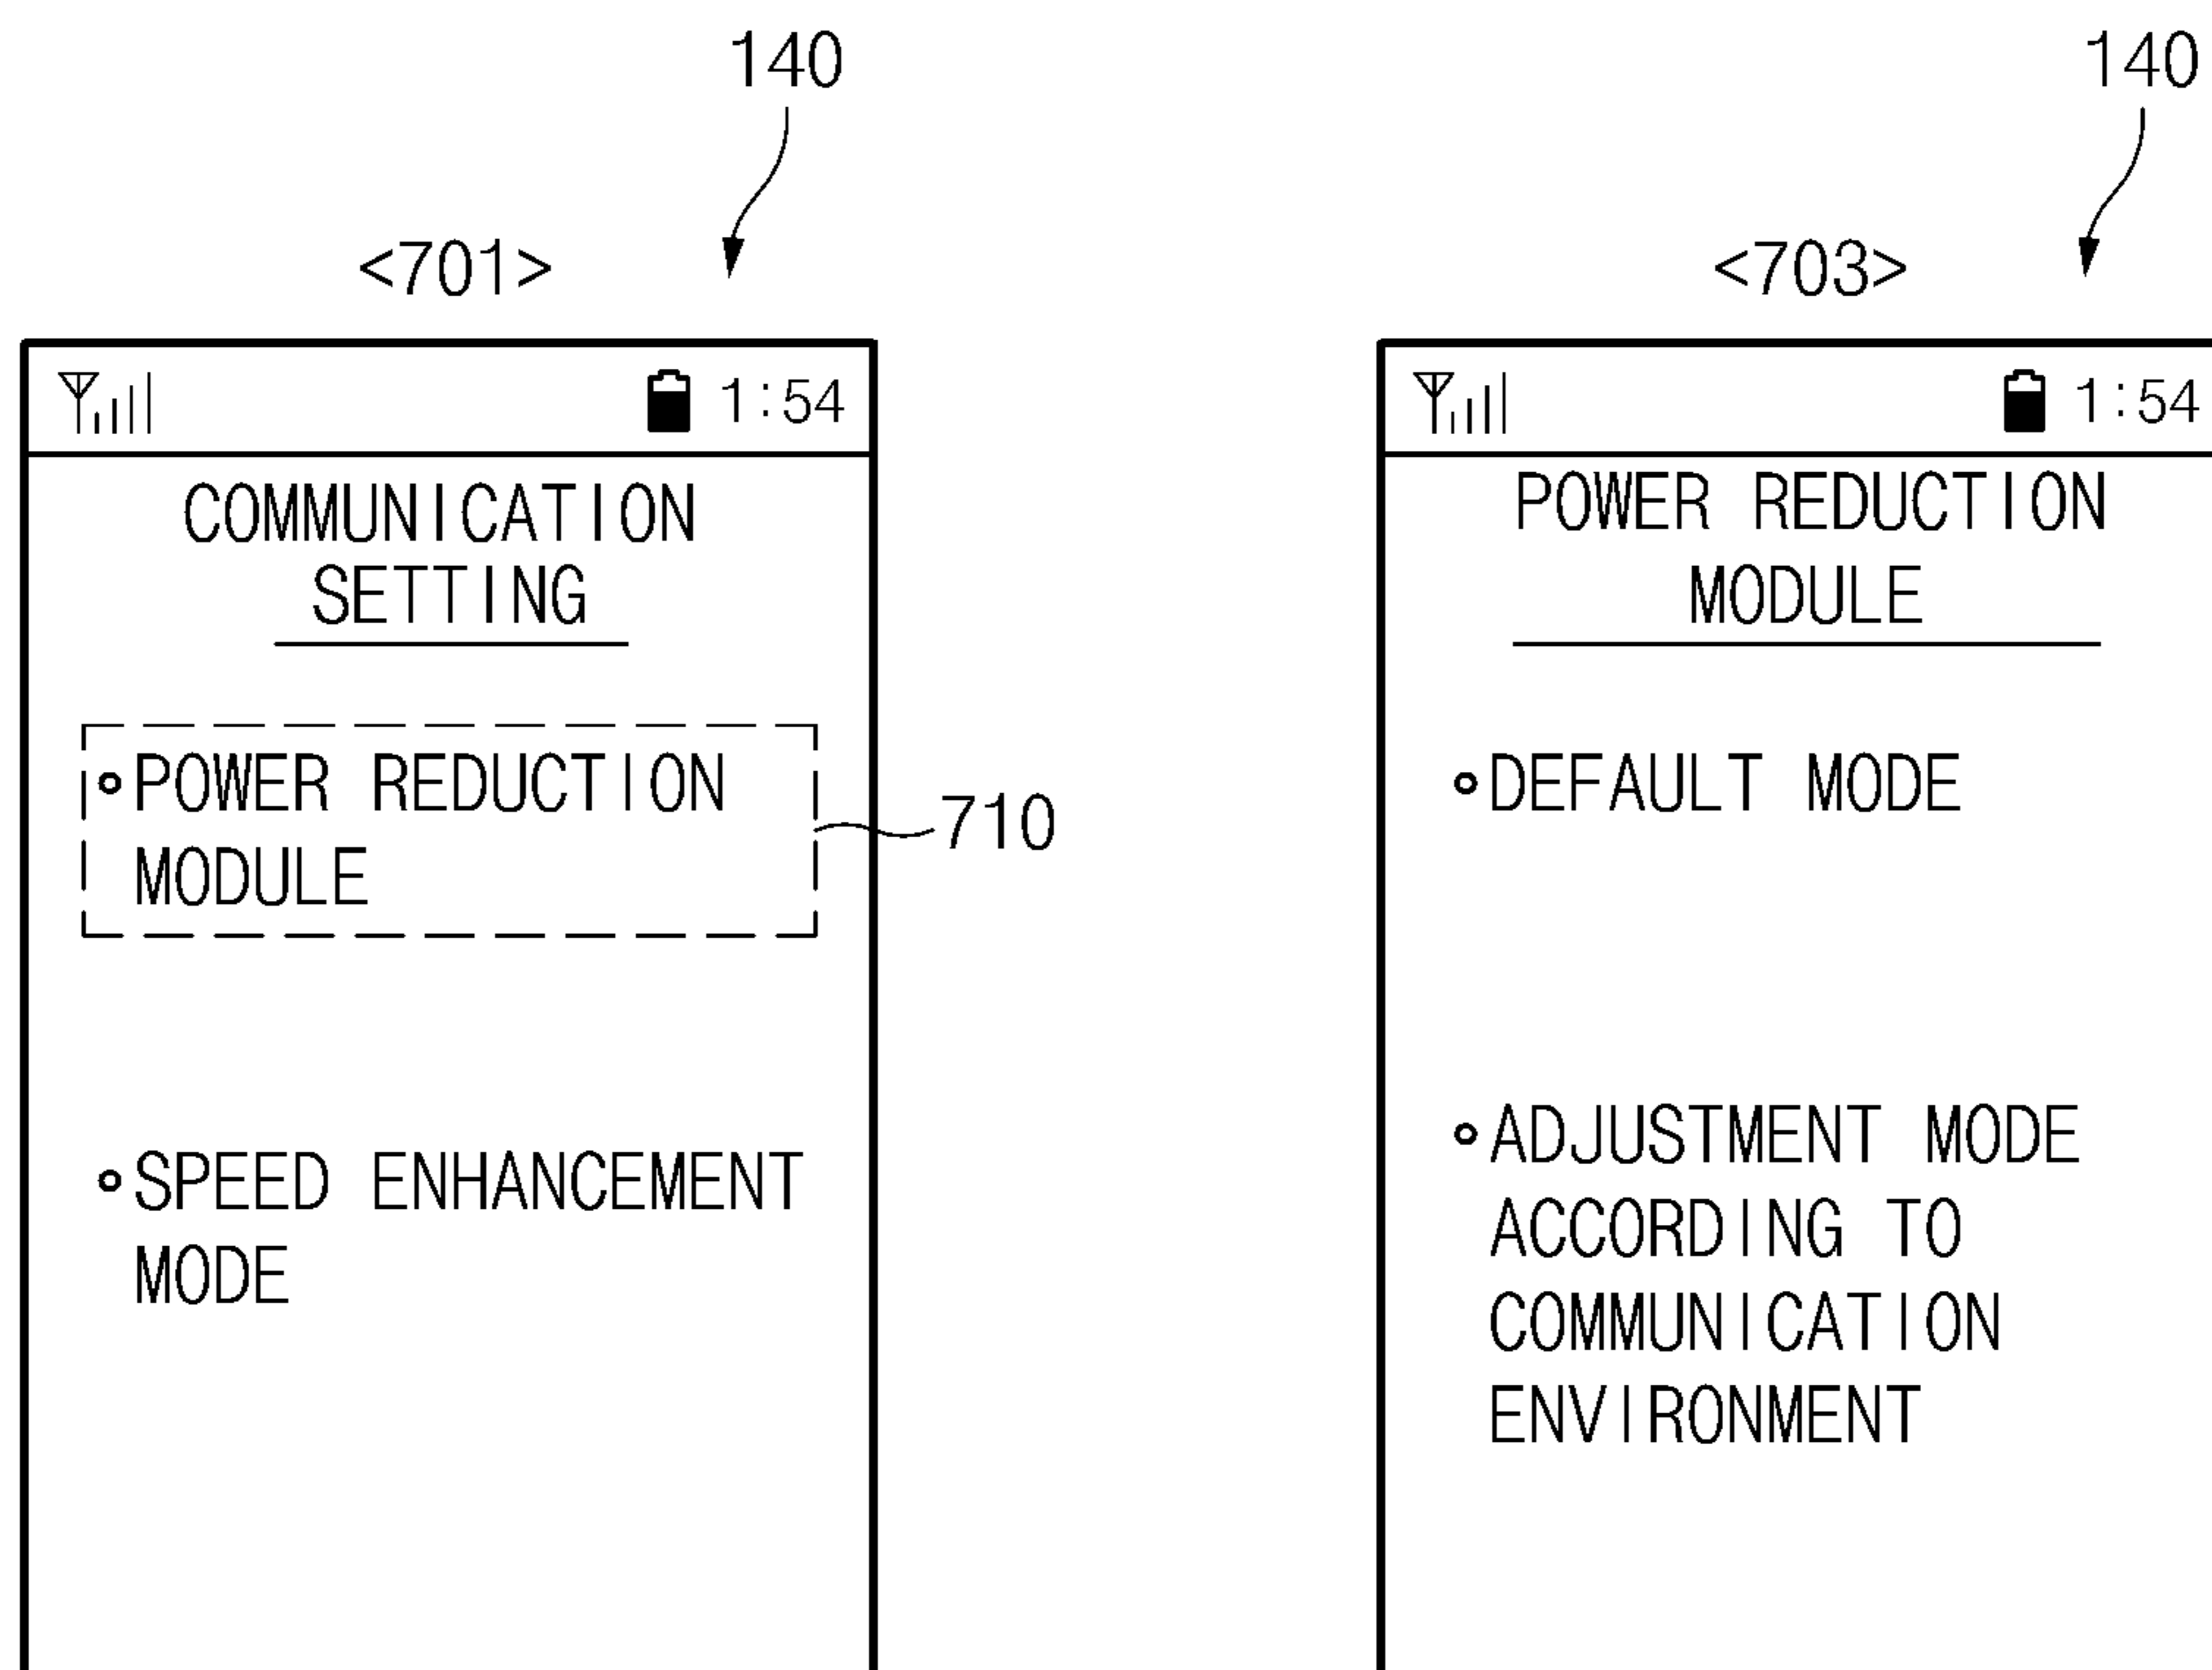 140
<701>
1:54
COMMUNICATION
SETTING
POWER REDUCTION
MODULE
710
SPEED ENHANCEMENT
MODE
140
<703>
1:54
POWER REDUCTION
MODULE
DEFAULT MODE
ADJUSTMENT MODE
ACCORDING TO
COMMUNICATION
ENVIRONMENT